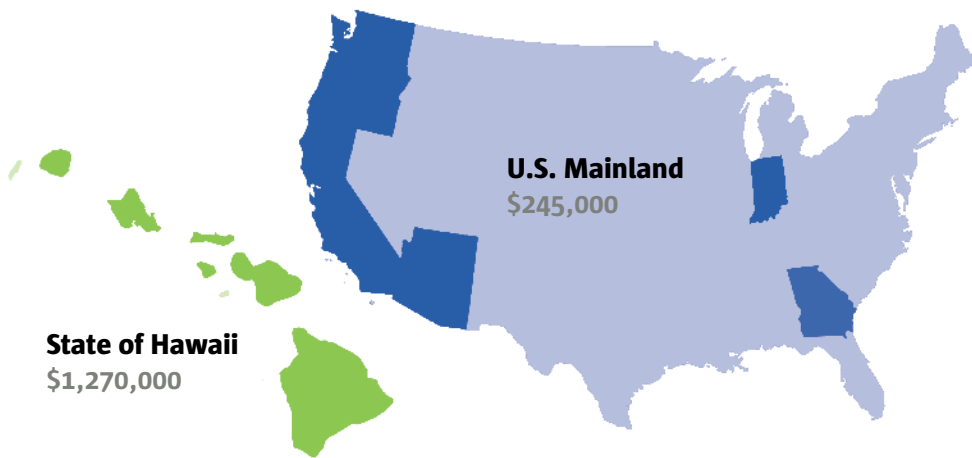 U.S. Mainland
$245,000
State of Hawaii
$1,270,000